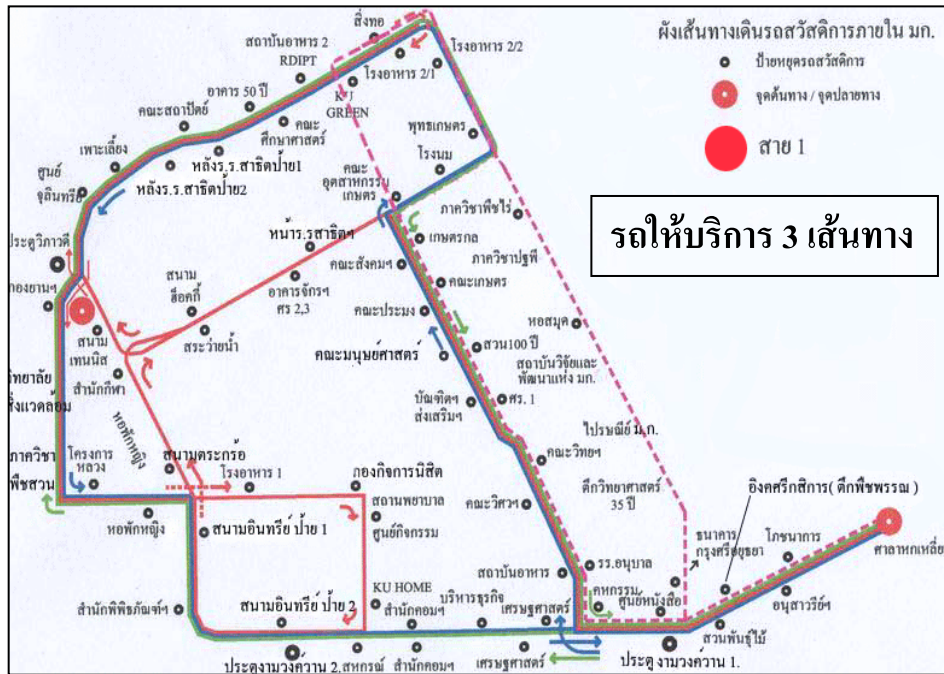 ผังเส้นทางเดินรถสวัสดิการภายใน มก.
ป้ายหยุดรถสวัสดิการ
จุดต้นทาง / จุดปลายทาง
สาย 1
รถให้บริการ 3 เส้นทาง
สิ่งทอ
สถาบันอาหาร 2
RDIPT
โรงอาหาร 2/2
โรงอาหาร 2/1
KU
GREEN
อาคาร 50 ปี
คณะสถาปัตย์
คณะ
ศึกษาศาสตร์
พุทธเกษตร
เพาะเลี้ยง
หลังร.ร.สาธิตป้าย1
โรงนม
ศูนย์
จุลินทรีย์
หลังร.ร.สาธิตป้าย2
คณะ
อุตสาหกรรม
เกษตร
ภาควิชาพืชไร่
ประตูวิภาวดี
หน้าร.รสาธิตฯ
เกษตรกล
ภาควิชาปฐพี
คณะสังคมฯ
กองยานฯ
สนาม
ฮ็อคกี้
อาคารจักรฯ
ศร 2,3
คณะเกษตร
คณะประมง
หอสมุด
สนาม
เทนนิส
สระว่ายน้ำ
สวน100 ปี
สถาบันวิจัยและ
พัฒนาแห่ง มก.
คณะมนุษย์ศาสตร์
วิทยาลัย
สิ่งแวดล้อม
สำนักกีฬา
บัณฑิตฯ
ส่งเสริมฯ
ศร. 1
หอพักหญิง
ไปรษณีย์ ม.ก.
ภาควิชา
พืชสวน
โครงการ
หลวง
สนามตระกร้อ
โรงอาหาร 1
กองกิจการนิสิต
คณะวิทยฯ
ตึกวิทยาศาสตร์
35 ปี
องศรีกสิการ( ตึกพืชพรรณ )
สถานพยาบาล
ศูนย์กิจกรรม
คณะวิศวฯ
หอพักหญิง
สนามอินทรีย์ ป้าย 1
ธนาคาร
กรุงศรีอยุธยา
โภชนาการ
ศาลาหกเหลี่ยม
รร.อนุบาล
สถาบันอาหาร
KU HOME
คหกรรม
ศูนย์หนังสือ
สำนักพิพิธภัณฑ์ฯ
สนามอินทรีย์ ป้าย 2
สำนักคอมฯ
บริหารธุรกิจ
เศรษฐศาสตร์
อนุสาวรีย์ฯ
สวนพันธุ์ไม้
ประตูงามวงศ์วาน 2.
สหกรณ์
สำนักคอมฯ
เศรษฐศาสตร์
ประตู งามวงศ์วาน 1.